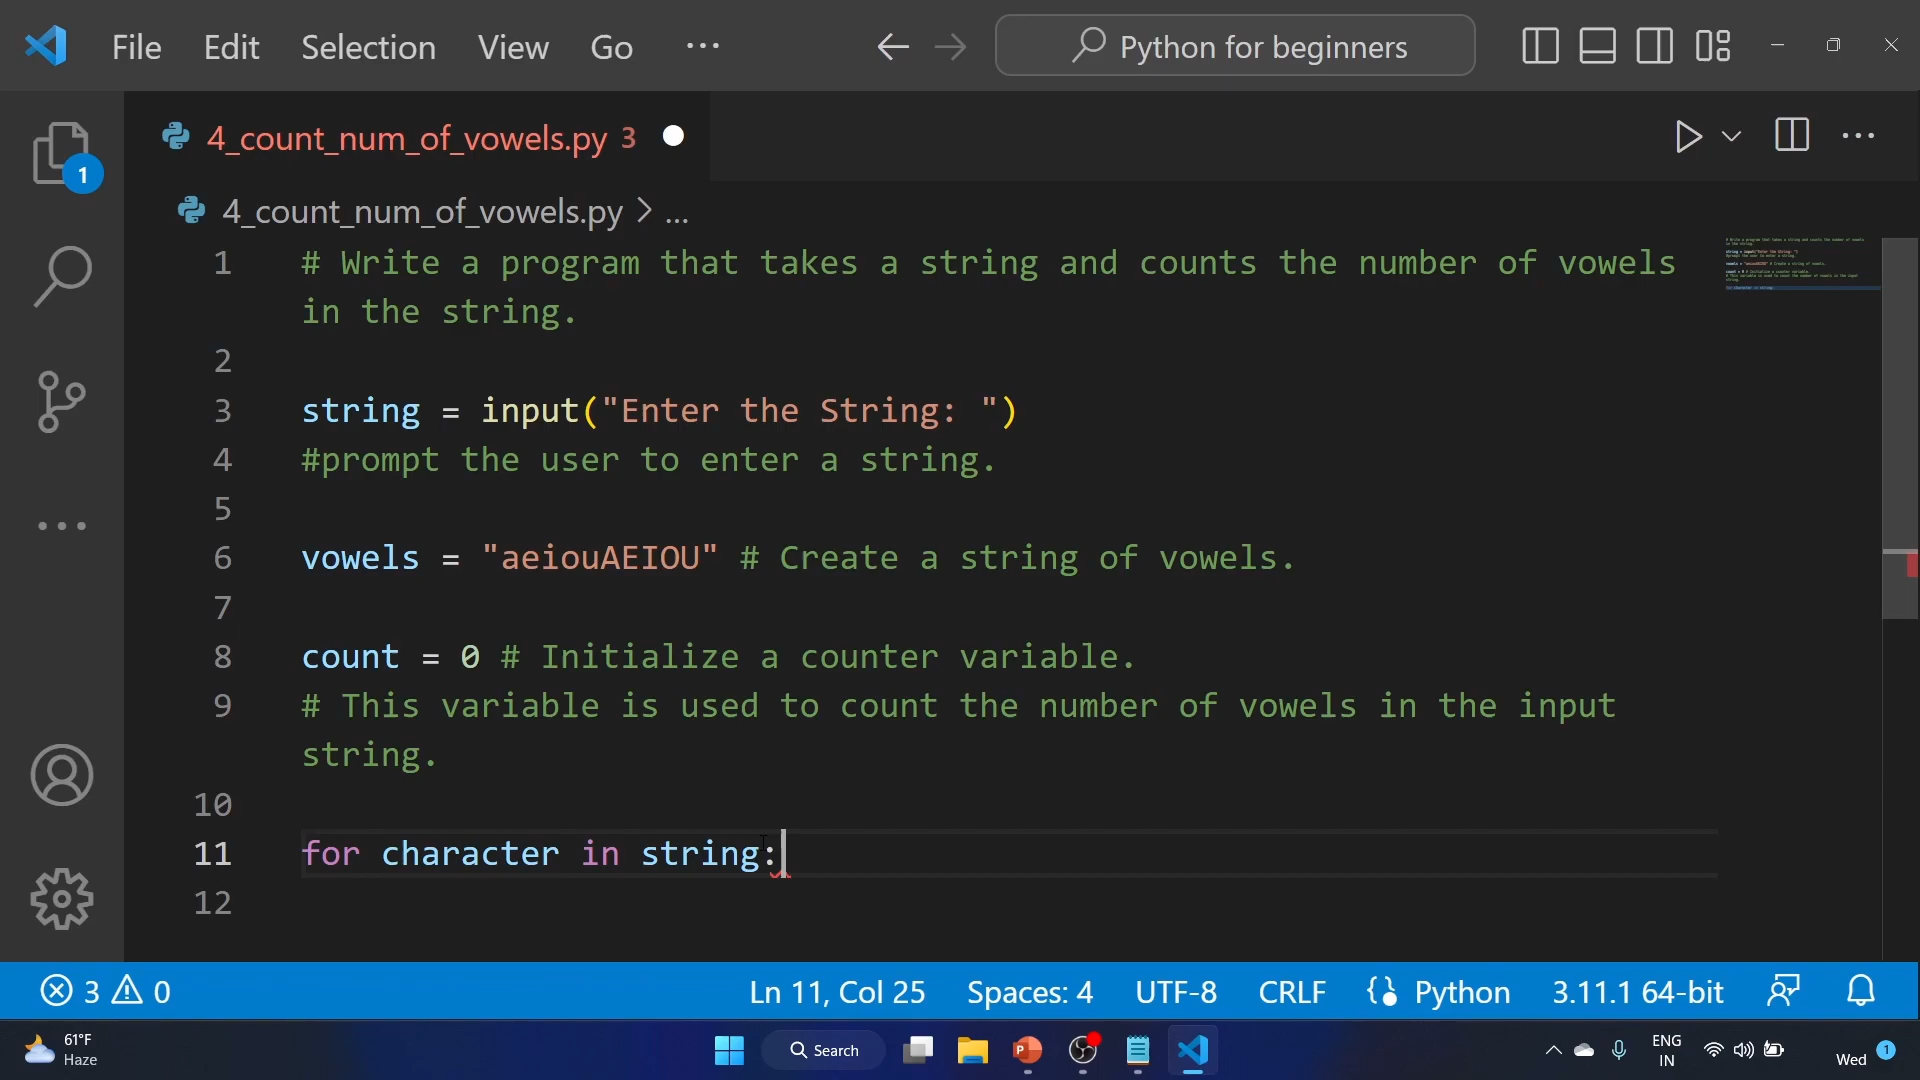 File Edit Selection View Go ··· Python for beginners
1
4_count_num_of_vowels.py 3
4_count_num_of_vowels.py > ...
1 # Write a program that takes a string and counts the number of vowels
in the string.
2
3 string = input("Enter the String: ")
4 #prompt the user to enter a string.
5
6 vowels = "aeiouAEIOU" # Create a string of vowels.
7
8 count = 0 # Initialize a counter variable.
9 # This variable is used to count the number of vowels in the input
string.
10
11 for character in string:
12
3 0 Ln 11, Col 25 Spaces: 4 UTF-8 CRLF Python 3.11.1 64-bit
61°F
Haze
Search
P
ENG
IN
Wed 1